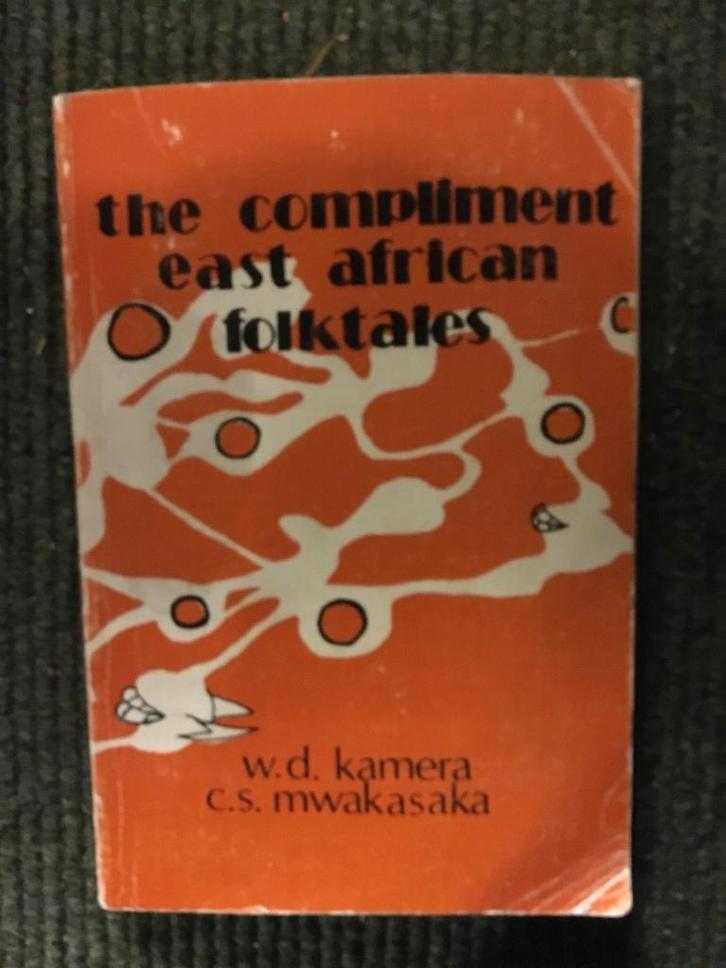 the compliment
east african
folktales
w.d. kamera
c.s. mwakasaka